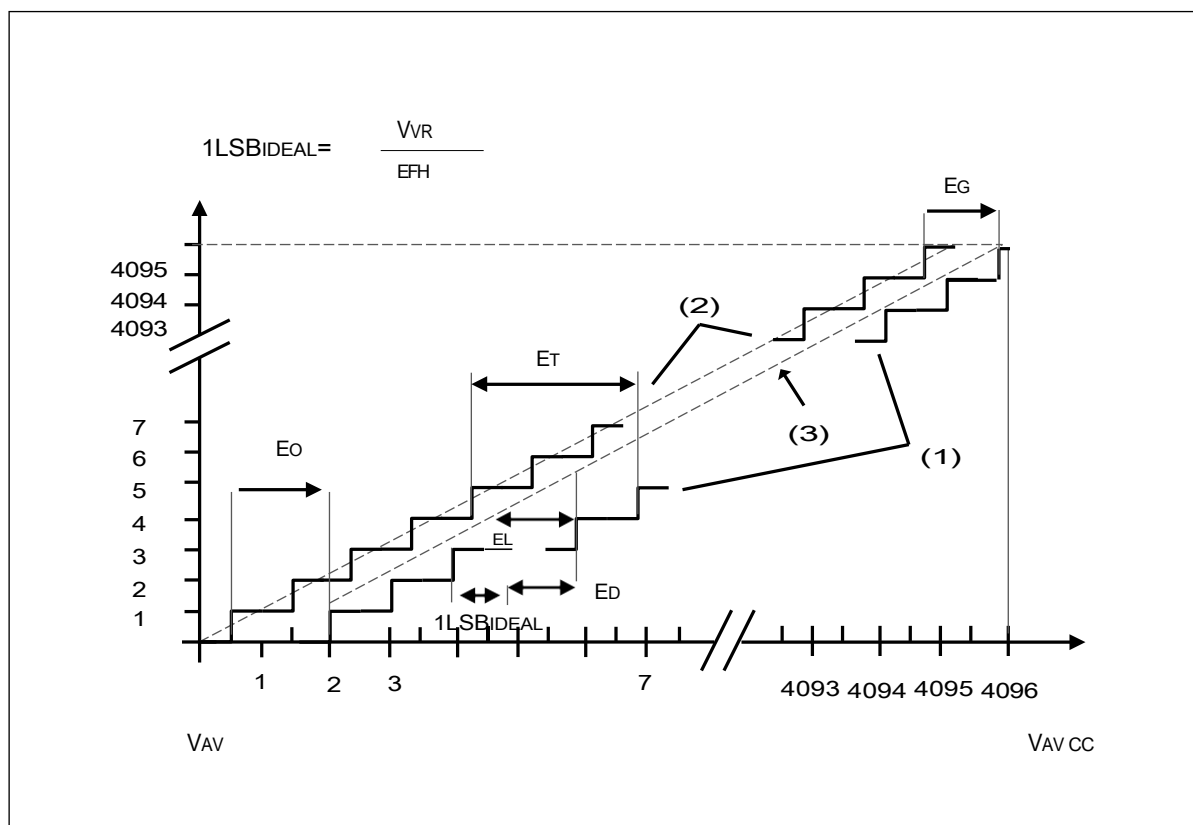 VVR
1LSBIDEAL=
EFH
EG
4095
4094
4093
(2)
ET
7
6
5
4
3
2
1
EO
(3)
(1)
EL
ED
1LSBIDEAL
1 2 3 7 4093 4094 4095 4096
VAV VAV CC